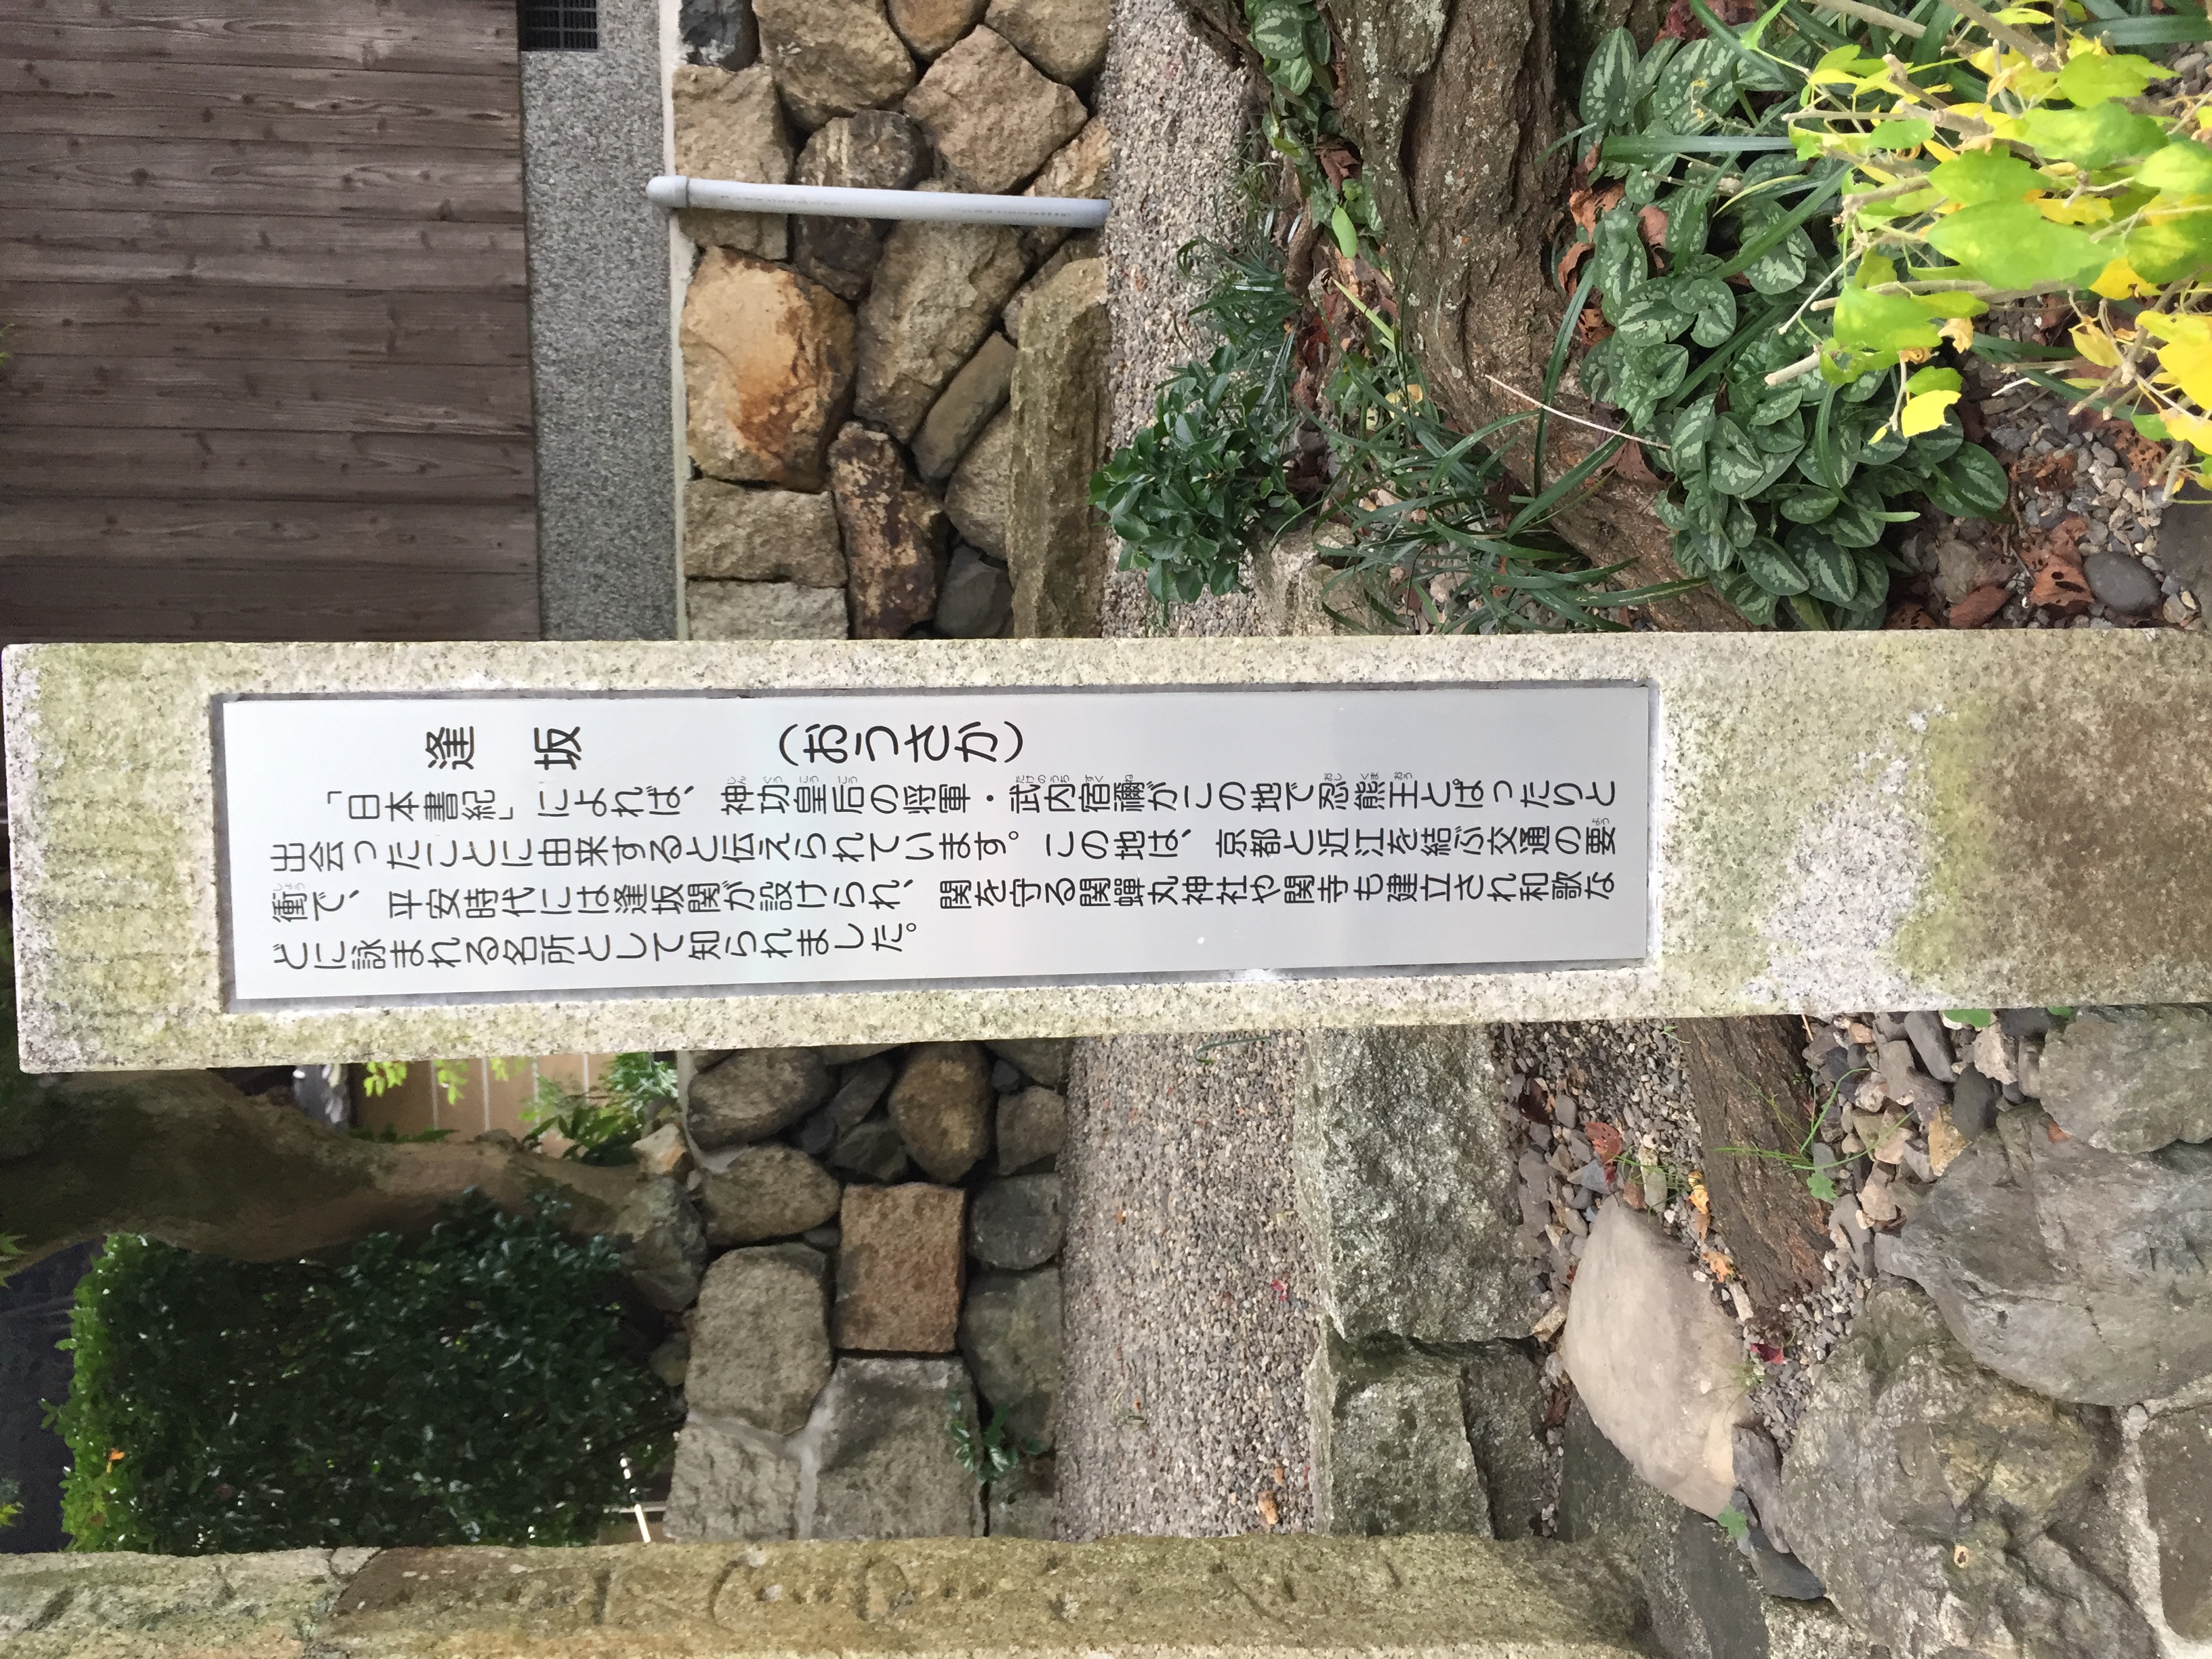 逢坂　(おうさか)
「日本書紀」によれば、神功皇后の将軍・武内宿禰がこの地で忍熊王とばったりと
出会ったことに由来すると伝えられています。この地は、京都と近江を結ぶ交通の要
衝で、平安時代には逢坂関が設けられ、関を守る関蝉丸神社や関寺も建立され和歌な
どに詠まれる名所として知られました。